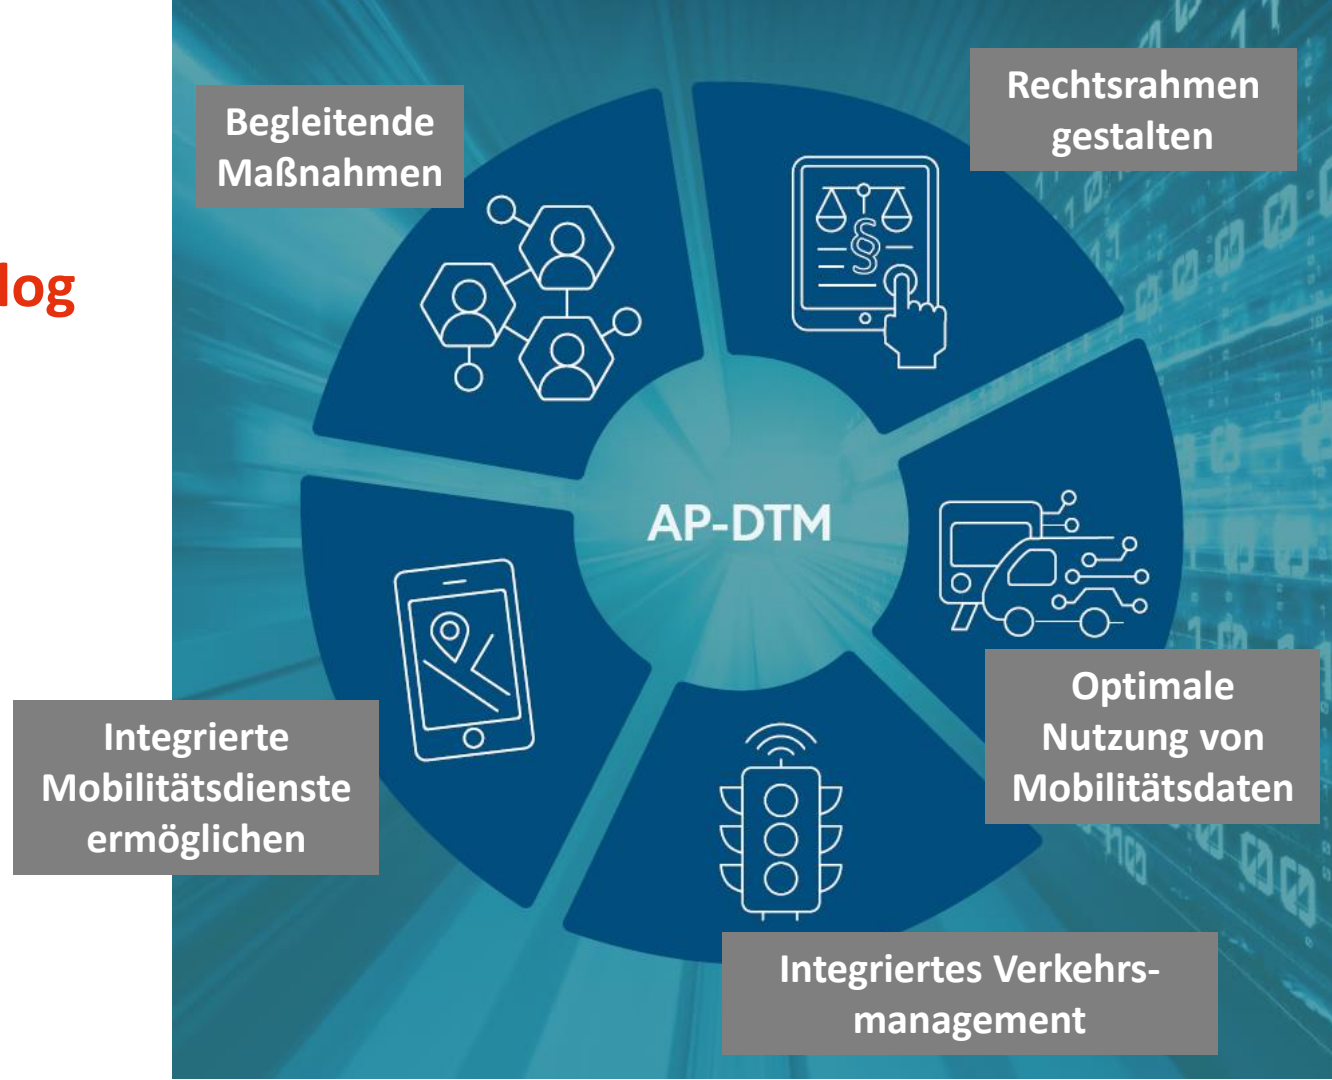 Rechtsrahmen
gestalten
Begleitende
Maßnahmen
log
§
AP-DTM
Optimale
Nutzung von
Mobilitätsdaten
Integrierte
Mobilitätsdienste
ermöglichen
Integriertes Verkehrs-
management